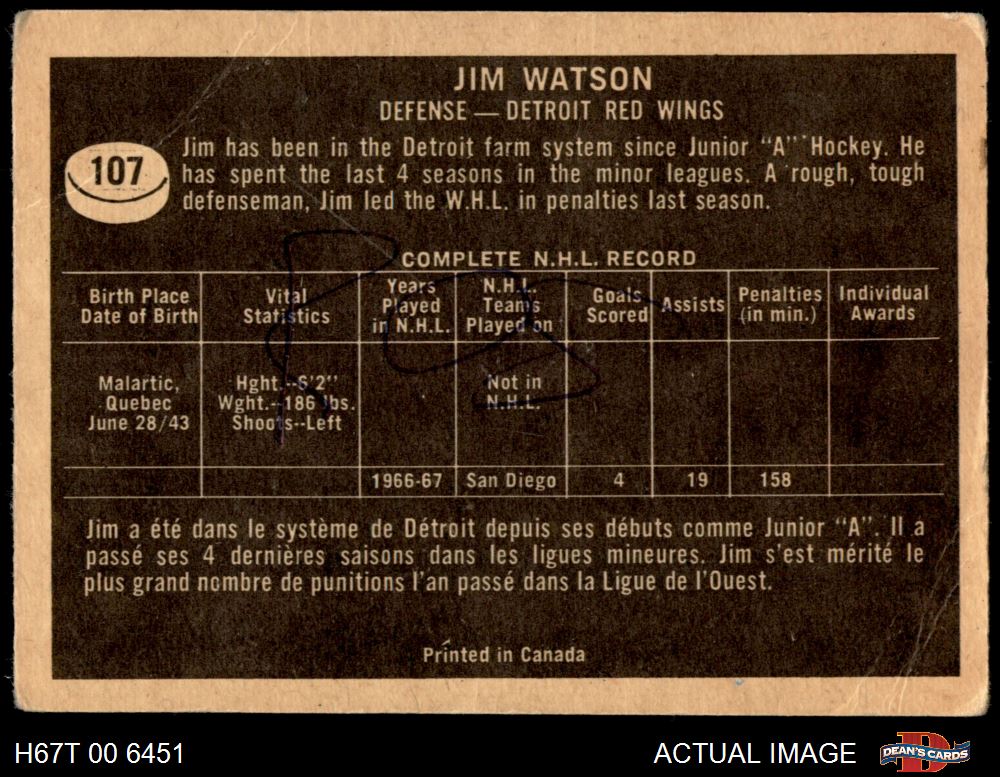 JIM WATSON
DEFENSE — DETROIT RED WINGS
107
Jim has been in the Detroit farm system since Junior "A" Hockey. He
has spent the last 4 seasons in the minor leagues. A rough, tough
defenseman, Jim led the W.H.L. in penalties last season.
COMPLETE N.H.L. RECORD
Birth Place
Date of Birth
Vital
Statistics
Years
Played
in N.H.L.
N.H.L.
Teams
Played on
Goals
Scored
Assists
Penalties
(in min.)
Individual
Awards
Malartic,
Quebec
June 28/43
Hght.--6'2"
Wght.--186 lbs.
Shoots--Left
Not in
N.H.L.
1966-67 San Diego 4 19 158
Jim a été dans le système de Détroit depuis ses débuts comme Junior "A". Il a
passé ses 4 dernières saisons dans les ligues mineures. Jim s'est mérité le
plus grand nombre de punitions l'an passé dans la Ligue de l'Ouest.
Printed in Canada
H67T 00 6451
ACTUAL IMAGE
DEAN'S CARDS